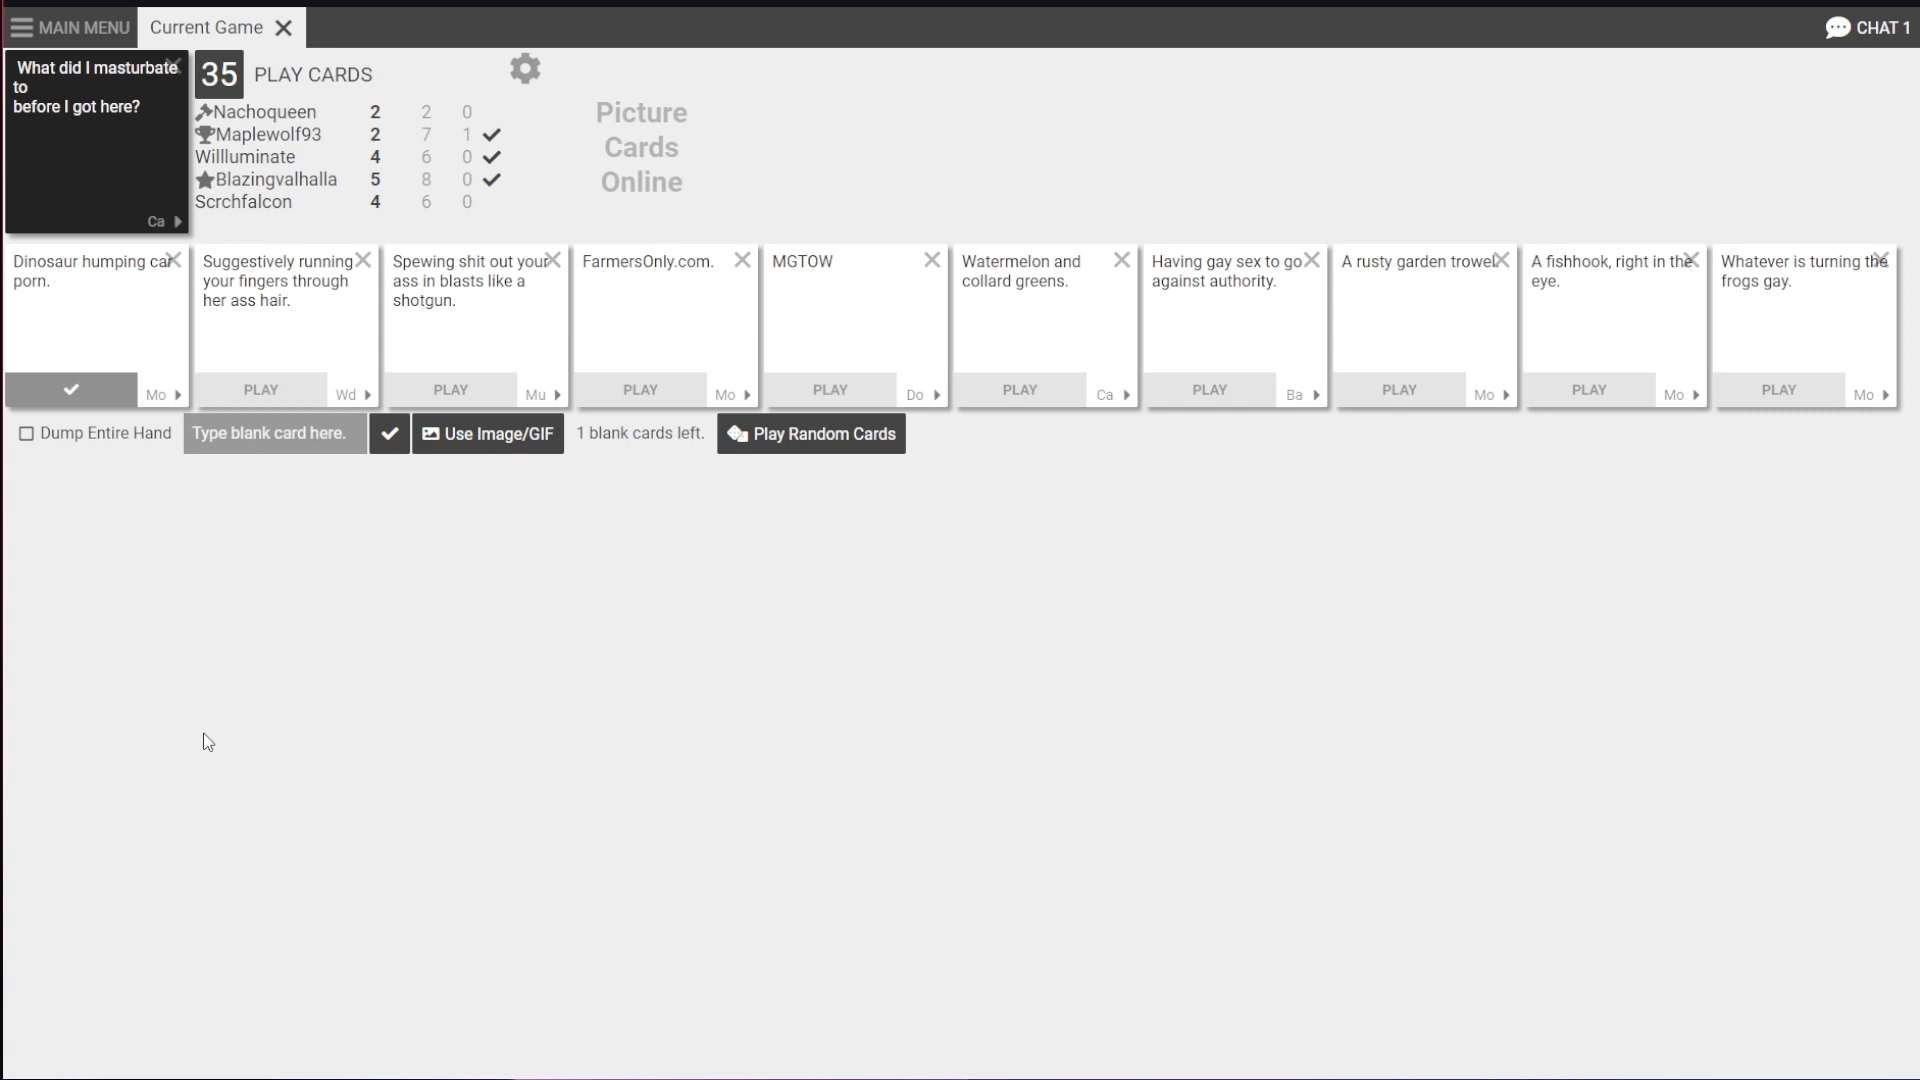 MAIN MENU
Current Game
CHAT 1
What did I masturbate
to
before I got here?
Ca
35
PLAY CARDS
Nachoqueen 2 2 0
Maplewolf93 2 7 1
Willluminate 4 6 0
Blazingvalhalla 5 8 0
Scrchfalcon 4 6 0
Picture
Cards
Online
Dinosaur humping car
porn.
Mo
Suggestively running
your fingers through
her ass hair.
PLAY
Wd
Spewing shit out your
ass in blasts like a
shotgun.
PLAY
Mu
FarmersOnly.com.
PLAY
Mo
MGTOW
PLAY
Do
Watermelon and
collard greens.
PLAY
Ca
Having gay sex to go
against authority.
PLAY
Ba
A rusty garden trowel.
PLAY
Mo
A fishhook, right in the
eye.
PLAY
Mo
Whatever is turning the
frogs gay.
PLAY
Mo
Dump Entire Hand
Type blank card here.
Use Image/GIF
1 blank cards left.
Play Random Cards